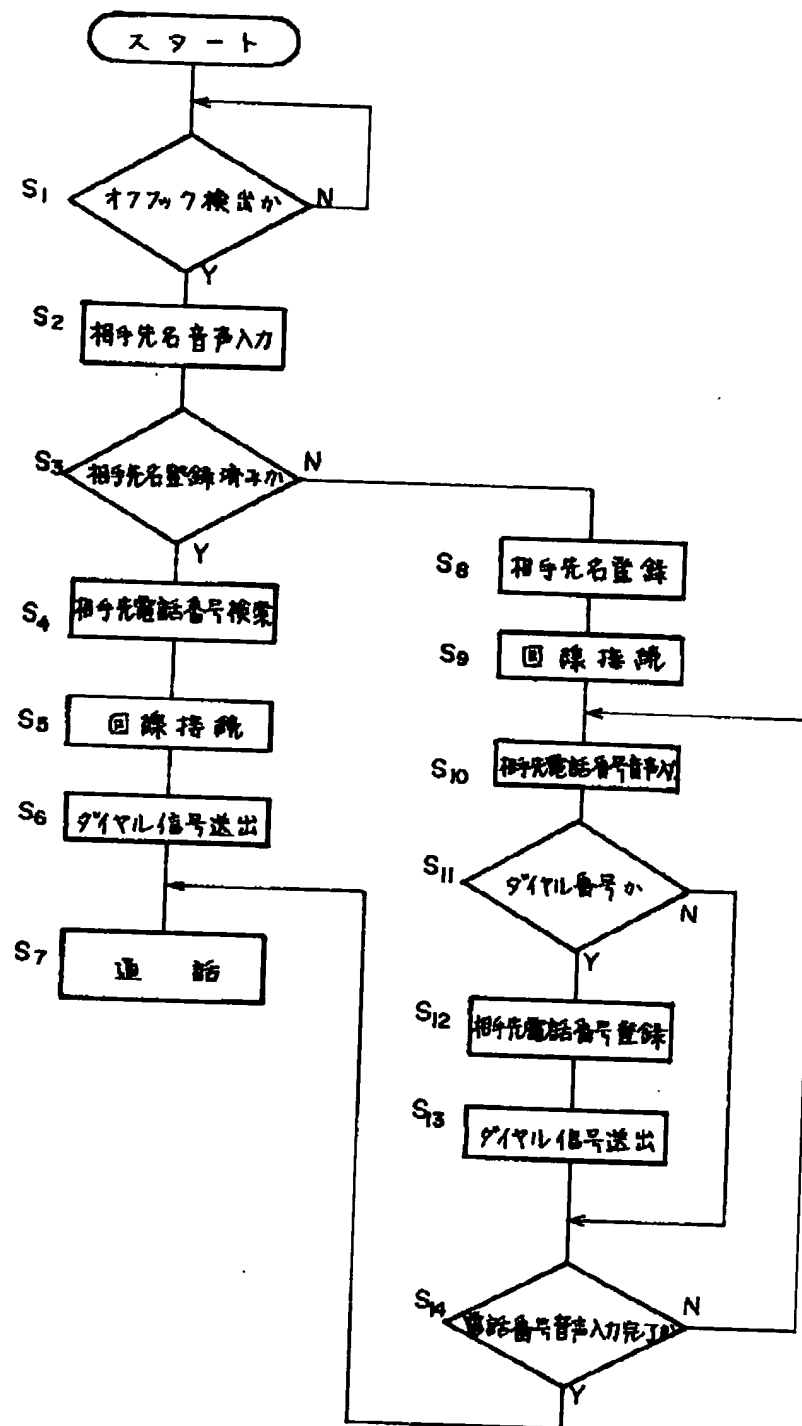 スタート
S1
オフフック検出か
N
Y
S2
相手先名音声入力
S3
相手先名登録済みか
N
Y
S4
相手先電話番号検索
S5
回線接続
S6
ダイヤル信号送出
S7
通話
S8
相手先名登録
S9
回線接続
S10
相手先電話番号音声入力
S11
ダイヤル番号か
N
Y
S12
相手先電話番号登録
S13
ダイヤル信号送出
S14
電話番号音声入力完了か
N
Y